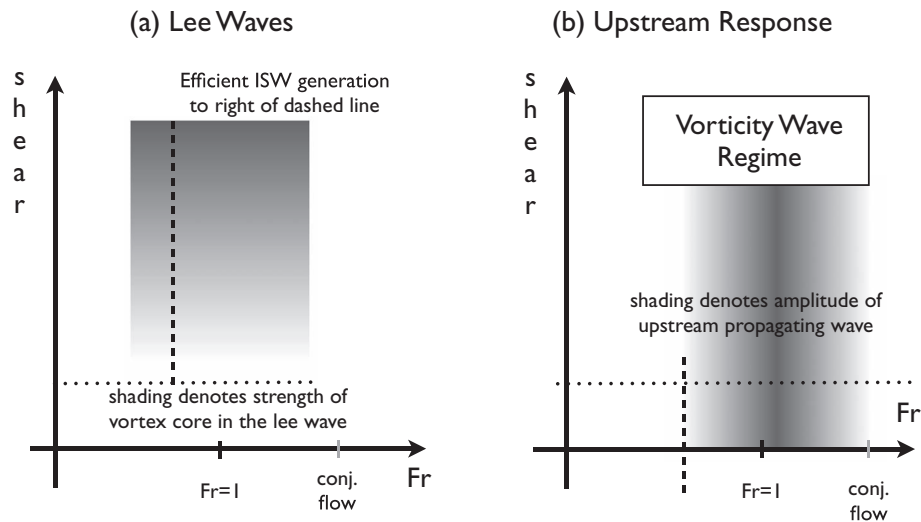 (a) Lee Waves
shear
Efficient ISW generation
to right of dashed line
shading denotes strength of
vortex core in the lee wave
Fr=1
conj.
flow
Fr
(b) Upstream Response
shear
Vorticity Wave
Regime
shading denotes amplitude of
upstream propagating wave
Fr
Fr=1
conj.
flow